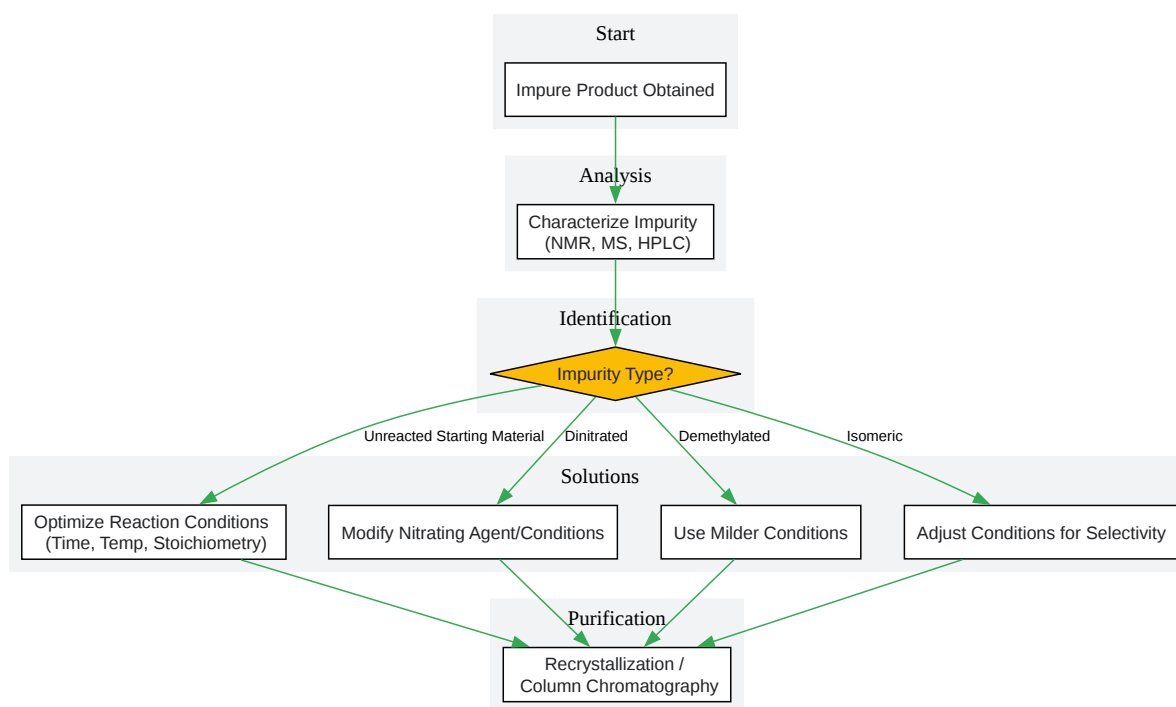 Start
Impure Product Obtained
Analysis
Characterize Impurity
(NMR, MS, HPLC)
Identification
Impurity Type?
Unreacted Starting Material
Dinitrated
Demethylated
Isomeric
Solutions
Optimize Reaction Conditions
(Time, Temp, Stoichiometry)
Modify Nitrating Agent/Conditions
Use Milder Conditions
Adjust Conditions for Selectivity
Purification
Recrystallization /
Column Chromatography